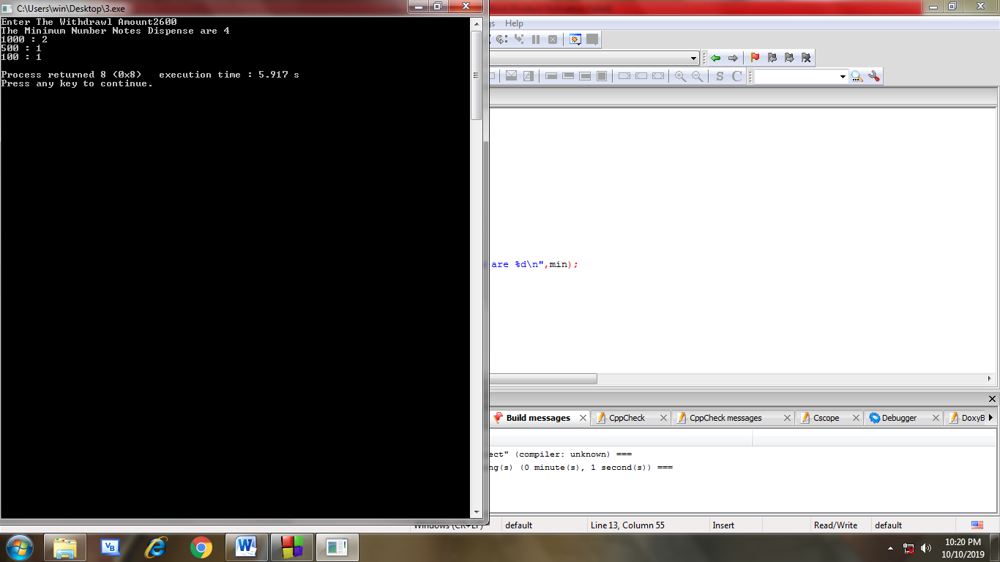 C:\Users\win\Desktop\3.exe
Enter The Withdrawl Amount2600
The Minimum Number Notes Dispense are 4
1000 : 2
500 : 1
100 : 1
Process returned 8 (0x8)   execution time : 5.917 s
Press any key to continue.
Help
S C
are %d\n",min);
Build messages
CppCheck
CppCheck messages
Cscope
Debugger
DoxyB
ect" (compiler: unknown) ===
ng(s) (0 minute(s), 1 second(s)) ===
Windows (CR+LF)
default
Line 13, Column 55
Insert
Read/Write
default
VB
W
10:20 PM
10/10/2019